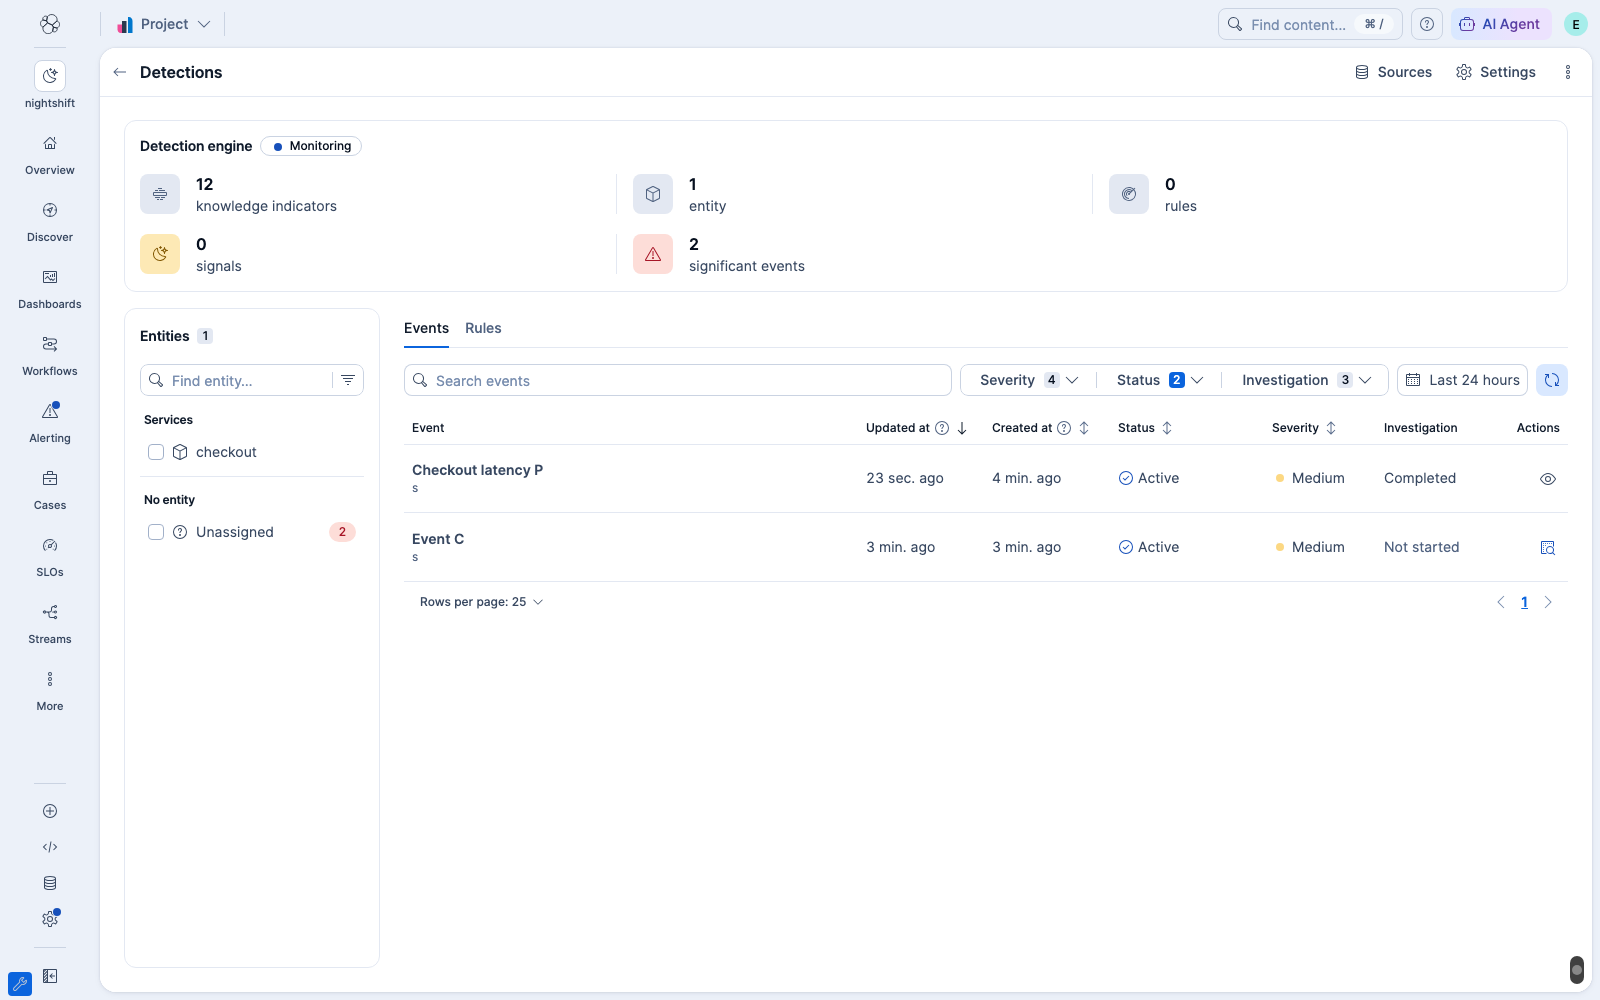 Project
Find content...
⌘ /
AI Agent
E
nightshift
Overview
Discover
Dashboards
Workflows
Alerting
Cases
SLOs
Streams
More
Detections
Sources
Settings
Detection engine
Monitoring
12
knowledge indicators
1
entity
0
rules
0
signals
2
significant events
Entities 1
Find entity...
Services
checkout
No entity
Unassigned 2
Events Rules
Search events
Severity 4
Status 2
Investigation 3
Last 24 hours
Event Updated at Created at Status Severity Investigation Actions
Checkout latency P
s
23 sec. ago 4 min. ago Active Medium Completed
Event C
s
3 min. ago 3 min. ago Active Medium Not started
Rows per page: 25
1